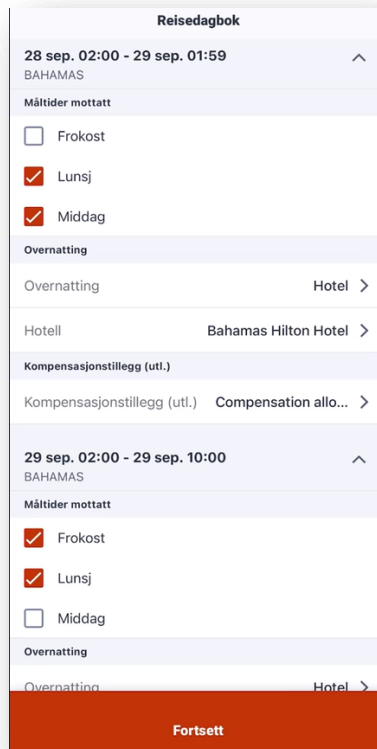 Reisedagbok
28 sep. 02:00 - 29 sep. 01:59
BAHAMAS
Måltider mottatt
Frokost
Lunsj
Middag
Overnatting
Overnatting Hotel
Hotell Bahamas Hilton Hotel
Kompensasjonstillegg (utl.)
Kompensasjonstillegg (utl.) Compensation allo...
29 sep. 02:00 - 29 sep. 10:00
BAHAMAS
Måltider mottatt
Frokost
Lunsj
Middag
Overnatting
Overnatting Hotel
Fortsett